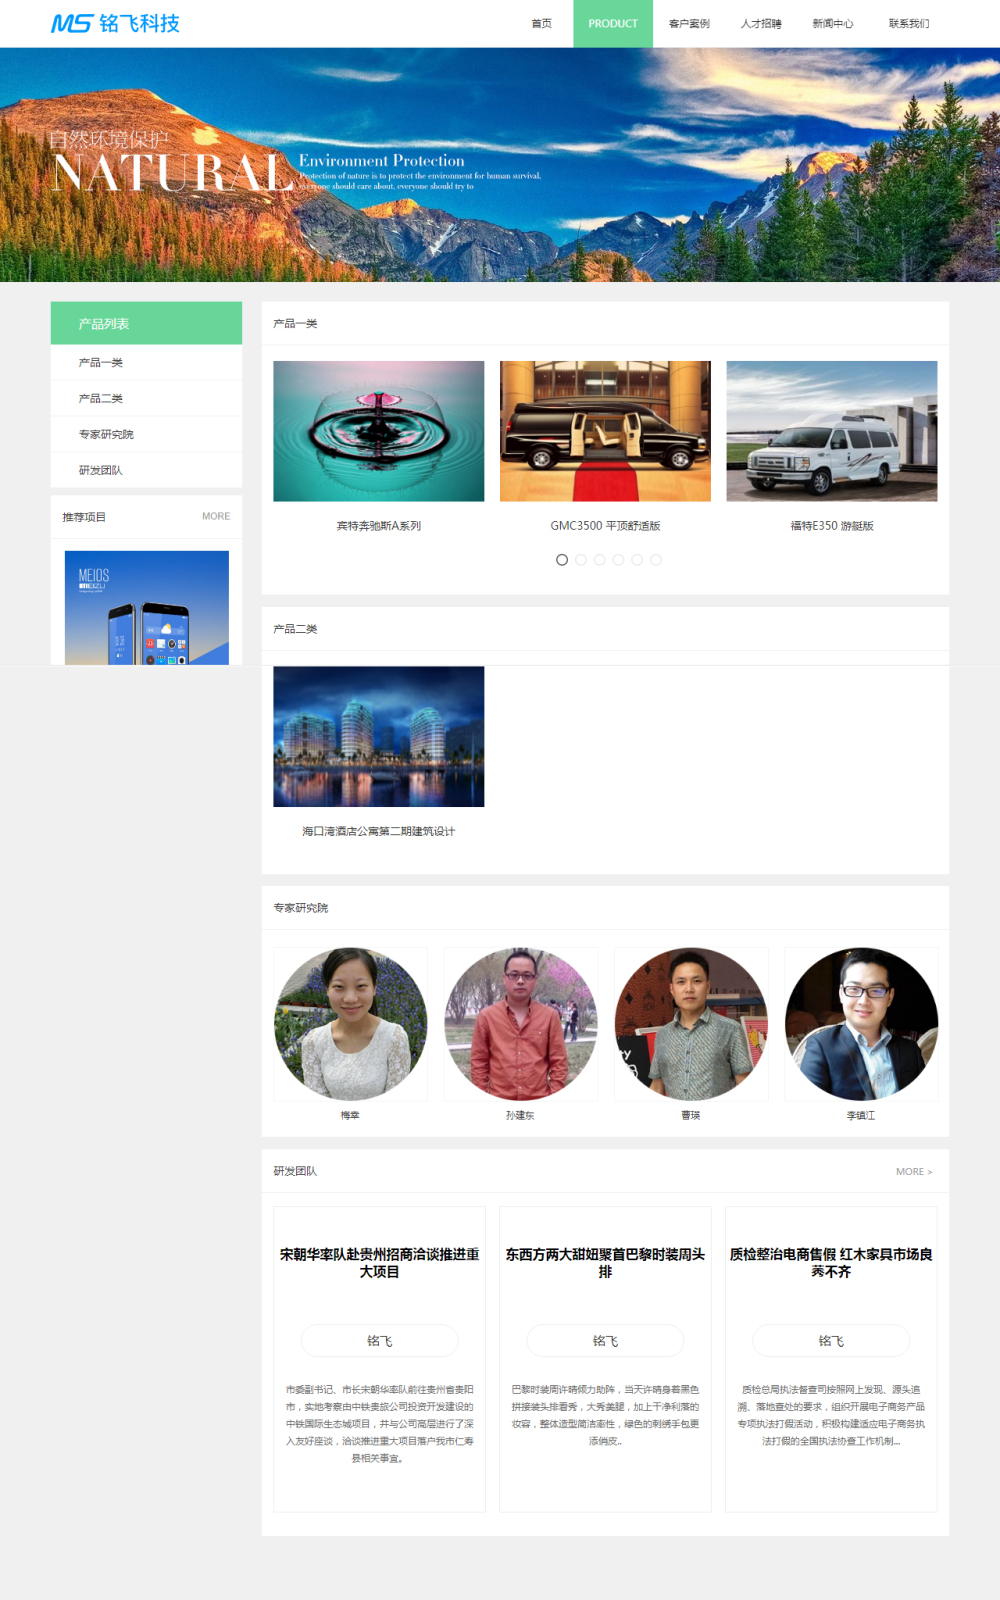 MS 铭飞科技
首页
PRODUCT
客户案例
人才招聘
新闻中心
联系我们
自然环境保护
NATURAL
Environment Protection
Protection of nature is to protect the environment for human survival,
everyone should care about, everyone should try to
产品列表
产品一类
产品二类
专家研究院
研发团队
推荐项目
MORE
MEIOS
MEIZU
产品一类
宾特奔驰斯A系列
GMC3500 平顶舒适版
福特E350 游艇版
产品二类
海口湾酒店公寓第二期建筑设计
专家研究院
梅幸
孙建东
曹瑛
李镇江
研发团队
MORE >
宋朝华率队赴贵州招商洽谈推进重
大项目
铭飞
市委副书记、市长宋朝华率队前往贵州省贵阳
市，实地考察由中铁贵旅公司投资开发建设的
中铁国际生态城项目，并与公司高层进行了深
入友好座谈，洽谈推进重大项目落户我市仁寿
县相关事宜。
东西方两大甜妞聚首巴黎时装周头
排
铭飞
巴黎时装周许晴倾力助阵，当天许晴身着黑色
拼接装头排看秀，大秀美腿，加上干净利落的
妆容，整体造型简洁率性，绿色的刺绣手包更
添俏皮..
质检整治电商售假 红木家具市场良
莠不齐
铭飞
质检总局执法督查司按照网上发现、源头追
溯、落地查处的要求，组织开展电子商务产品
专项执法打假活动，积极构建适应电子商务执
法打假的全国执法协查工作机制...